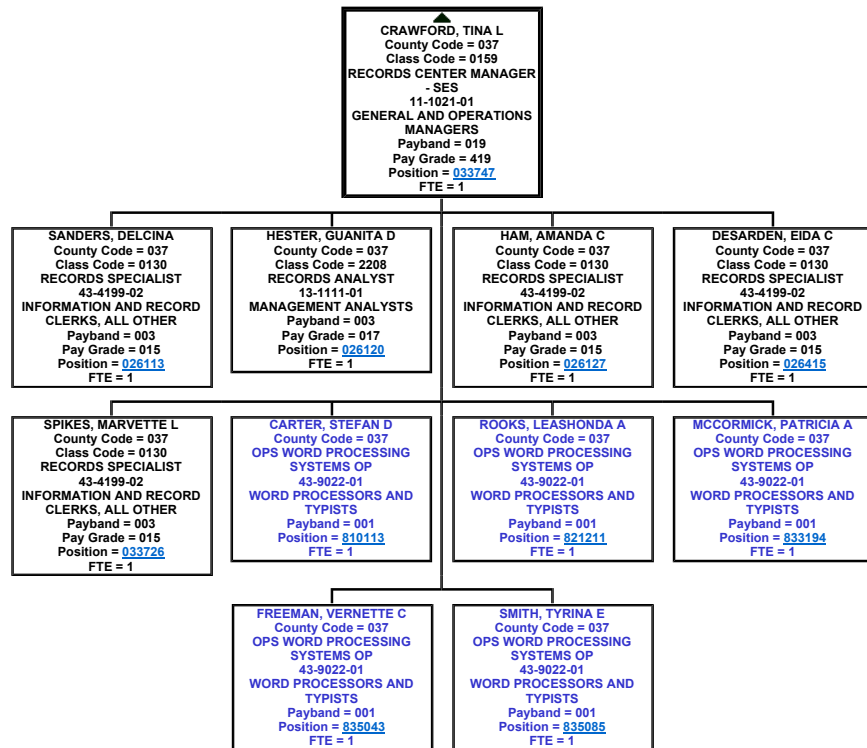 CRAWFORD, TINA L
County Code = 037
Class Code = 0159
RECORDS CENTER MANAGER
- SES
11-1021-01
GENERAL AND OPERATIONS
MANAGERS
Payband = 019
Pay Grade = 419
Position = 033747
FTE = 1
SANDERS, DELCINA
County Code = 037
Class Code = 0130
RECORDS SPECIALIST
43-4199-02
INFORMATION AND RECORD
CLERKS, ALL OTHER
Payband = 003
Pay Grade = 015
Position = 026113
FTE = 1
HESTER, GUANITA D
County Code = 037
Class Code = 2208
RECORDS ANALYST
13-1111-01
MANAGEMENT ANALYSTS
Payband = 003
Pay Grade = 017
Position = 026120
FTE = 1
HAM, AMANDA C
County Code = 037
Class Code = 0130
RECORDS SPECIALIST
43-4199-02
INFORMATION AND RECORD
CLERKS, ALL OTHER
Payband = 003
Pay Grade = 015
Position = 026127
FTE = 1
DESARDEN, EIDA C
County Code = 037
Class Code = 0130
RECORDS SPECIALIST
43-4199-02
INFORMATION AND RECORD
CLERKS, ALL OTHER
Payband = 003
Pay Grade = 015
Position = 026415
FTE = 1
SPIKES, MARVETTE L
County Code = 037
Class Code = 0130
RECORDS SPECIALIST
43-4199-02
INFORMATION AND RECORD
CLERKS, ALL OTHER
Payband = 003
Pay Grade = 015
Position = 033726
FTE = 1
CARTER, STEFAN D
County Code = 037
OPS WORD PROCESSING
SYSTEMS OP
43-9022-01
WORD PROCESSORS AND
TYPISTS
Payband = 001
Position = 810113
FTE = 1
ROOKS, LEASHONDA A
County Code = 037
OPS WORD PROCESSING
SYSTEMS OP
43-9022-01
WORD PROCESSORS AND
TYPISTS
Payband = 001
Position = 821211
FTE = 1
MCCORMICK, PATRICIA A
County Code = 037
OPS WORD PROCESSING
SYSTEMS OP
43-9022-01
WORD PROCESSORS AND
TYPISTS
Payband = 001
Position = 833194
FTE = 1
FREEMAN, VERNETTE C
County Code = 037
OPS WORD PROCESSING
SYSTEMS OP
43-9022-01
WORD PROCESSORS AND
TYPISTS
Payband = 001
Position = 835043
FTE = 1
SMITH, TYRINA E
County Code = 037
OPS WORD PROCESSING
SYSTEMS OP
43-9022-01
WORD PROCESSORS AND
TYPISTS
Payband = 001
Position = 835085
FTE = 1